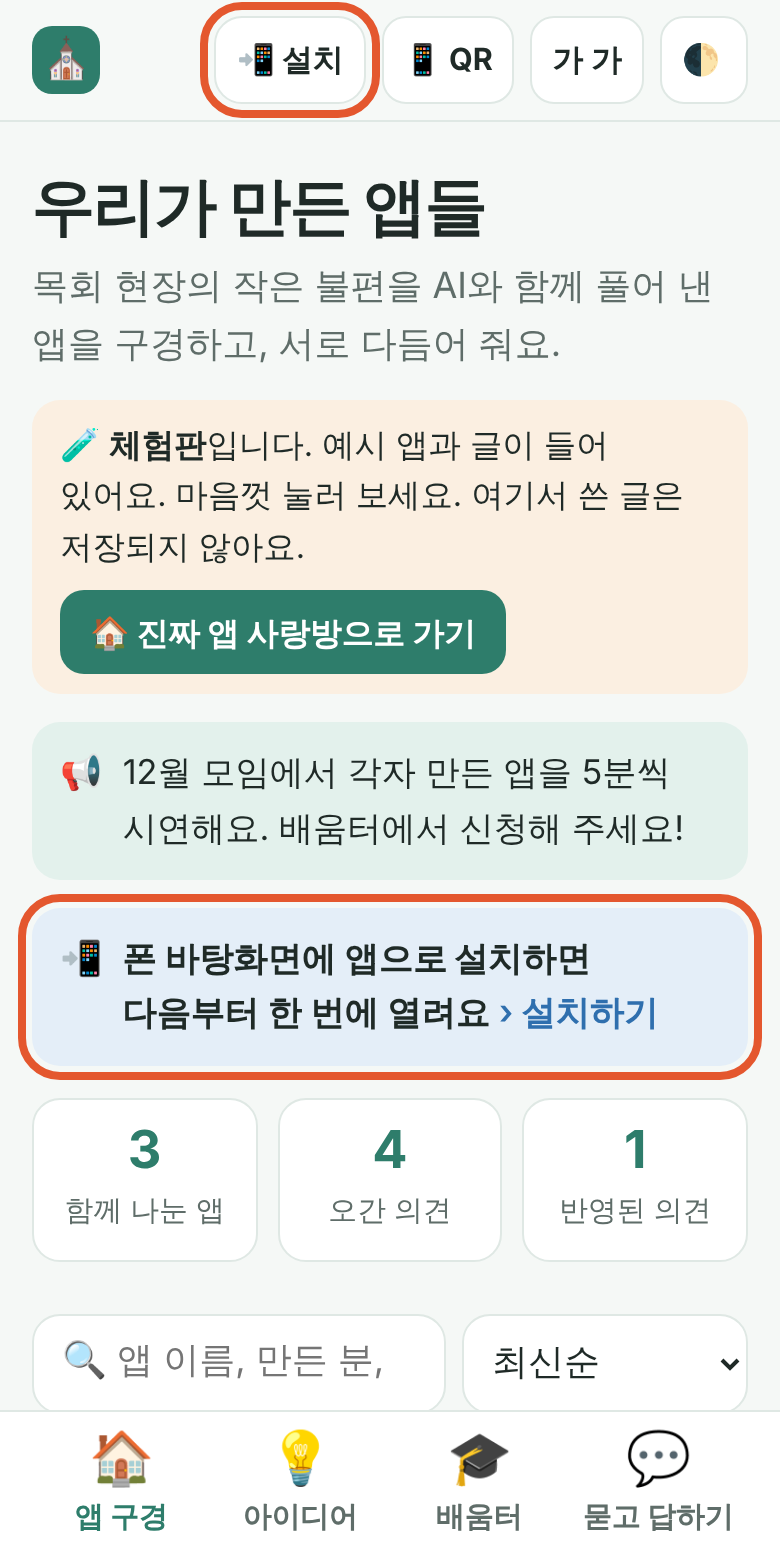 설치
QR
가 가
우리가 만든 앱들
목회 현장의 작은 불편을 AI와 함께 풀어 낸
앱을 구경하고, 서로 다듬어 줘요.
체험판입니다. 예시 앱과 글이 들어
있어요. 마음껏 눌러 보세요. 여기서 쓴 글은
저장되지 않아요.
진짜 앱 사랑방으로 가기
12월 모임에서 각자 만든 앱을 5분씩
시연해요. 배움터에서 신청해 주세요!
폰 바탕화면에 앱으로 설치하면
다음부터 한 번에 열려요 › 설치하기
3
함께 나눈 앱
4
오간 의견
1
반영된 의견
앱 이름, 만든 분,
최신순
앱 구경
아이디어
배움터
묻고 답하기